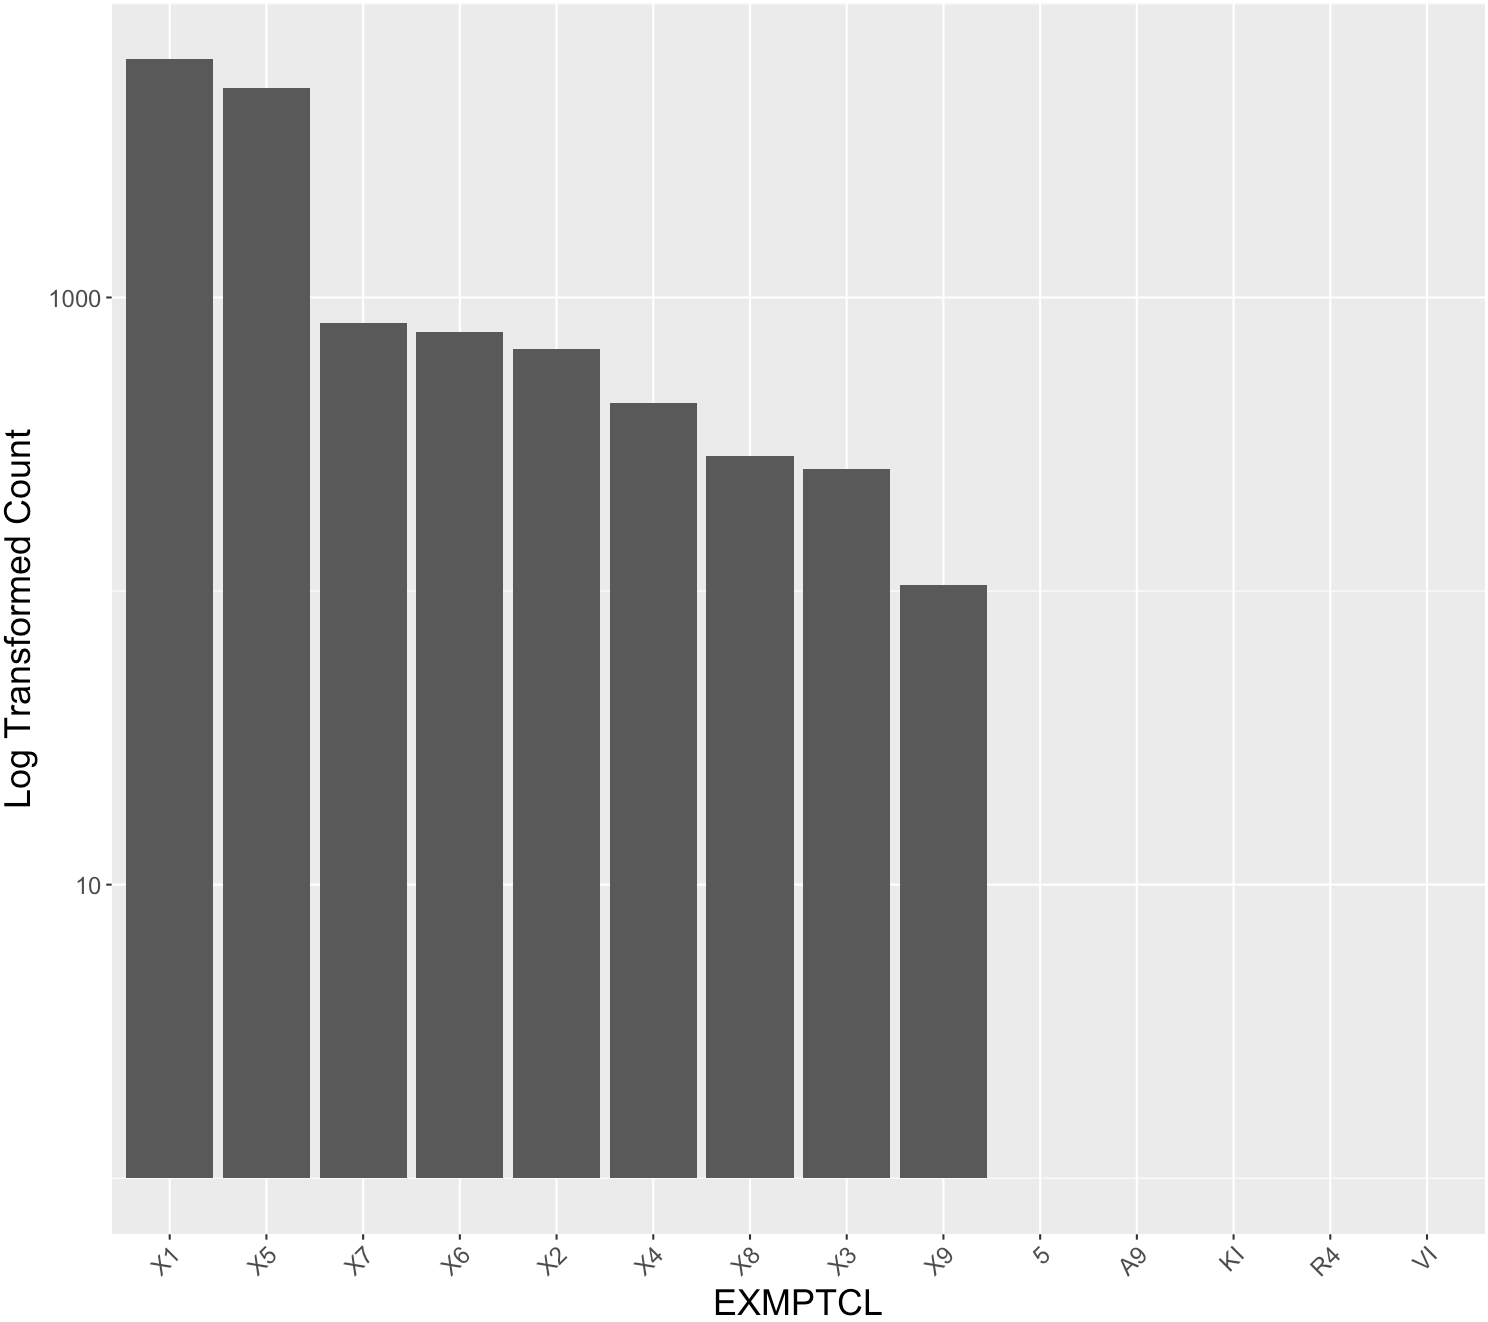 Log Transformed Count
1000
10
X1 X5 X7 X6 X2 X4 X8 X3 X9 5 A9 KI R4 VI
EXMPTCL